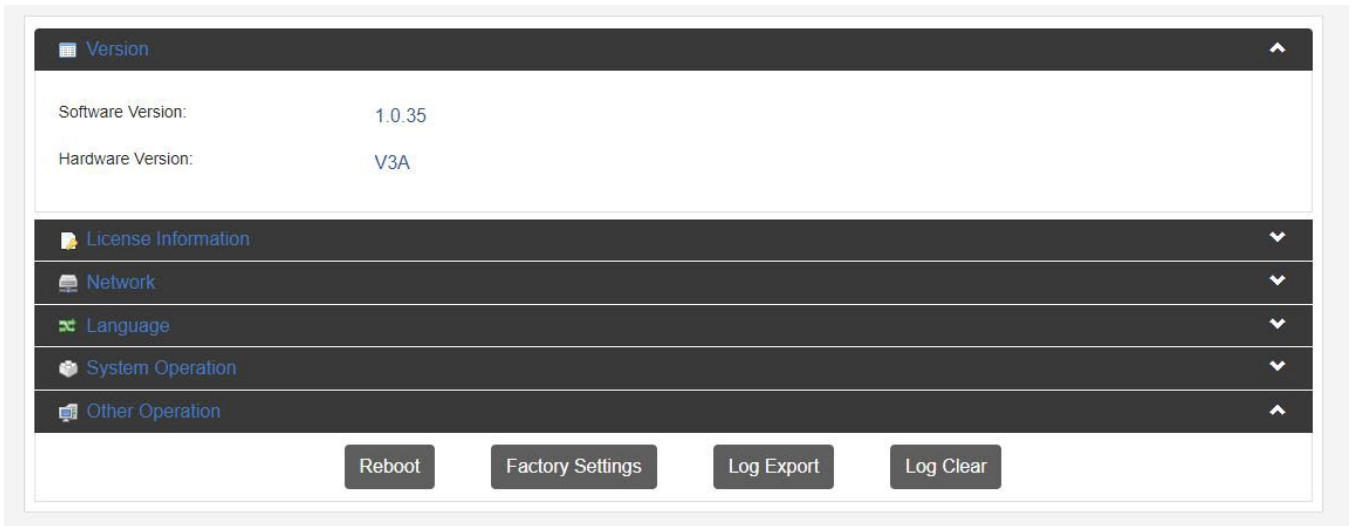 Version
Software Version: 1.0.35
Hardware Version: V3A
License Information
Network
Language
System Operation
Other Operation
Reboot Factory Settings Log Export Log Clear